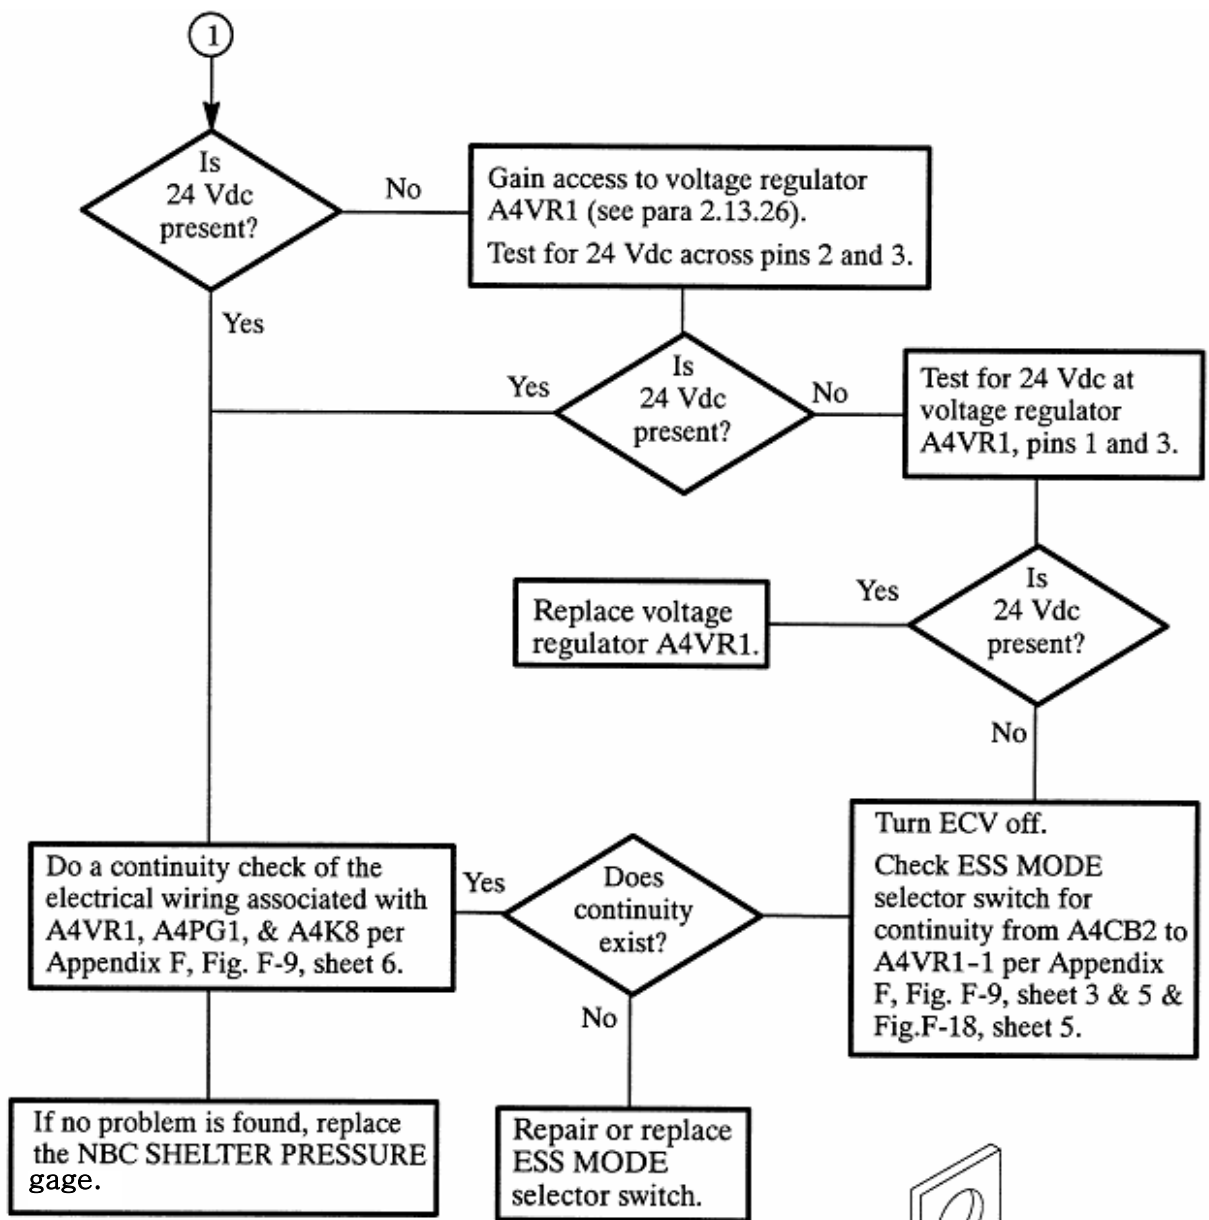 1
Is
24 Vdc
present?
No
Gain access to voltage regulator
A4VR1 (see para 2.13.26).
Test for 24 Vdc across pins 2 and 3.
Yes
Is
24 Vdc
present?
Yes
No
Test for 24 Vdc at
voltage regulator
A4VR1, pins 1 and 3.
Is
24 Vdc
present?
Yes
Replace voltage
regulator A4VR1.
No
Turn ECV off.
Check ESS MODE
selector switch for
continuity from A4CB2 to
A4VR1-1 per Appendix
F, Fig. F-9, sheet 3 & 5 &
Fig.F-18, sheet 5.
Does
continuity
exist?
Yes
Do a continuity check of the
electrical wiring associated with
A4VR1, A4PG1, & A4K8 per
Appendix F, Fig. F-9, sheet 6.
No
If no problem is found, replace
the NBC SHELTER PRESSURE
gage.
Repair or replace
ESS MODE
selector switch.